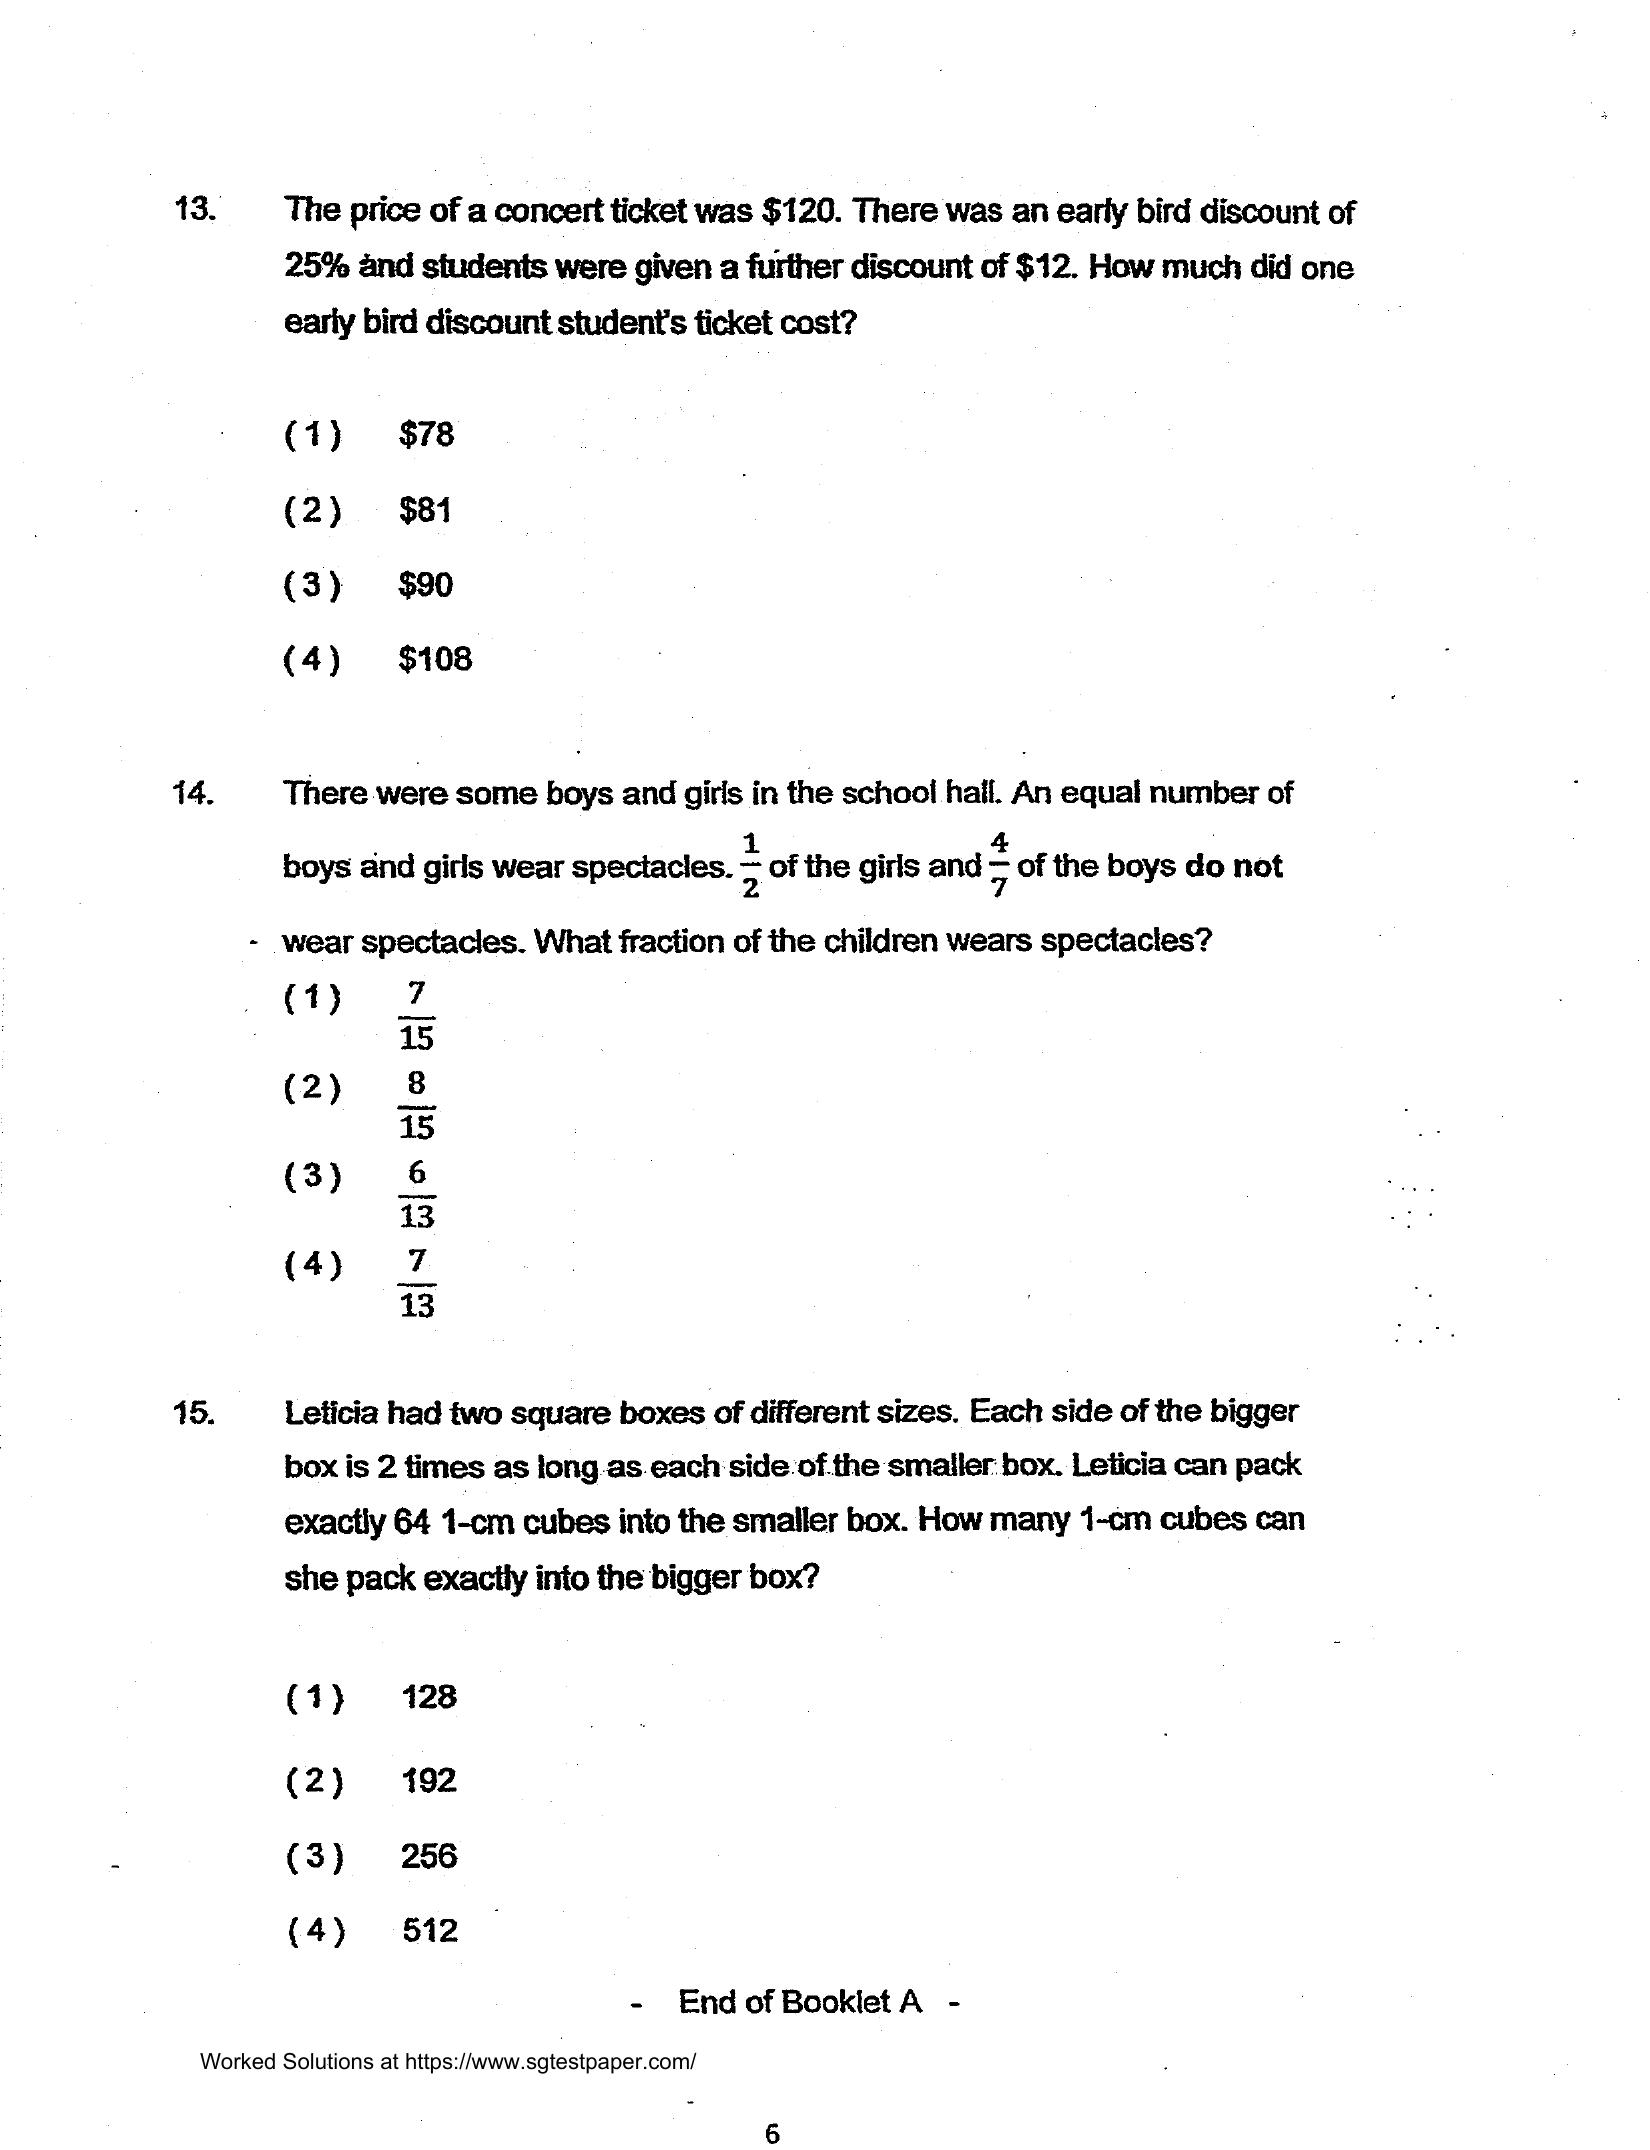 13. The price of a concert ticket was $120. There was an early bird discount of
25% and students were given a further discount of $12. How much did one
early bird discount student's ticket cost?
(1) $78
(2) $81
(3) $90
(4) $108
14. There were some boys and girls in the school hall. An equal number of
boys and girls wear spectacles. 1/2 of the girls and 4/7 of the boys do not
wear spectacles. What fraction of the children wears spectacles?
(1) 7/15
(2) 8/15
(3) 6/13
(4) 7/13
15. Leticia had two square boxes of different sizes. Each side of the bigger
box is 2 times as long as each side of the smaller box. Leticia can pack
exactly 64 1-cm cubes into the smaller box. How many 1-cm cubes can
she pack exactly into the bigger box?
(1) 128
(2) 192
(3) 256
(4) 512
- End of Booklet A -
Worked Solutions at https://www.sgtestpaper.com/
6